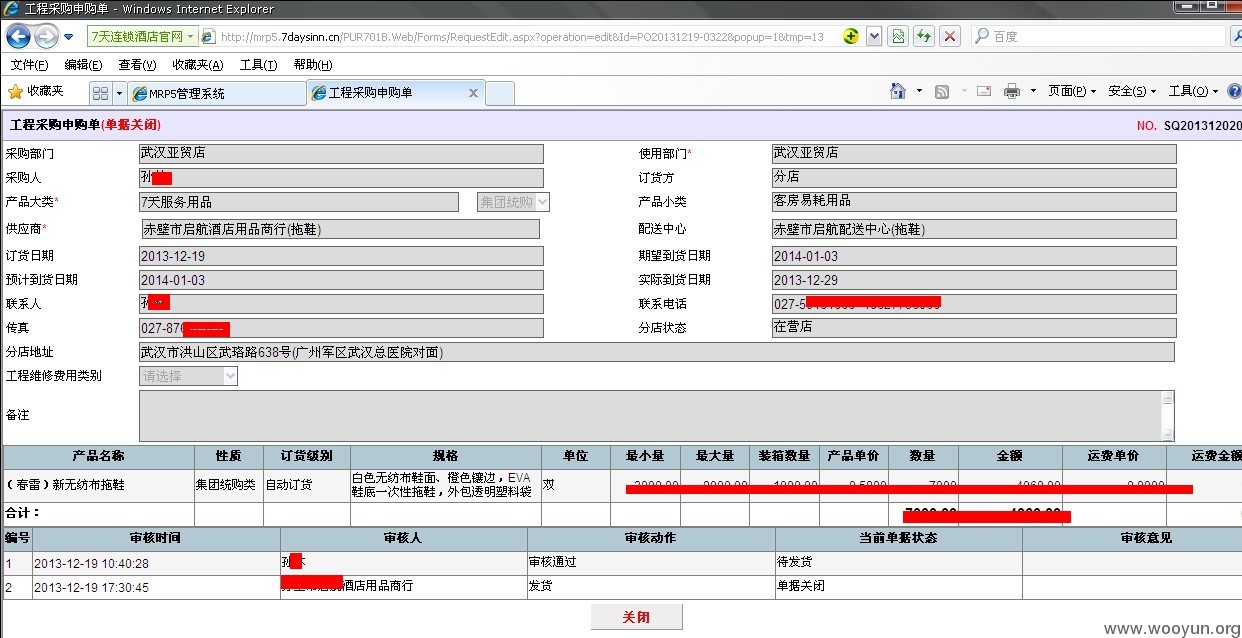 工程采购申购单 - Windows Internet Explorer
7天连锁酒店官网 http://mrp5.7daysinn.cn/PUR701B.Web/Forms/RequestEdit.aspx?operation=edit&Id=PO20131219-0322&popup=1&tmp=13 百度
文件(F) 编辑(E) 查看(V) 收藏夹(A) 工具(T) 帮助(H)
收藏夹 MRP5管理系统 工程采购申购单 页面(P) 安全(S) 工具(O)
工程采购申购单(单据关闭) NO. SQ201312020
采购部门 武汉亚贸店 使用部门* 武汉亚贸店
采购人 孙 订货方 分店
产品大类* 7天服务用品 集团统购 产品小类 客房易耗用品
供应商* 赤壁市启航酒店用品商行(拖鞋) 配送中心 赤壁市启航配送中心(拖鞋)
订货日期 2013-12-19 期望到货日期 2014-01-03
预计到货日期 2014-01-03 实际到货日期 2013-12-29
联系人 联系电话 027-5
传真 027-870 分店状态 在营店
分店地址 武汉市洪山区武珞路638号(广州军区武汉总医院对面)
工程维修费用类别 请选择
备注
产品名称 性质 订货级别 规格 单位 最小量 最大量 装箱数量 产品单价 数量 金额 运费单价 运费金额
(春雷)新无纺布拖鞋 集团统购类 自动订货 白色无纺布鞋面、橙色镶边，EVA 双
鞋底一次性拖鞋，外包透明塑料袋
合计：
编号 审核时间 审核人 审核动作 当前单据状态 审核意见
1 2013-12-19 10:40:28 孙 审核通过 待发货
2 2013-12-19 17:30:45 酒店用品商行 发货 单据关闭
关闭
www.wooyun.org